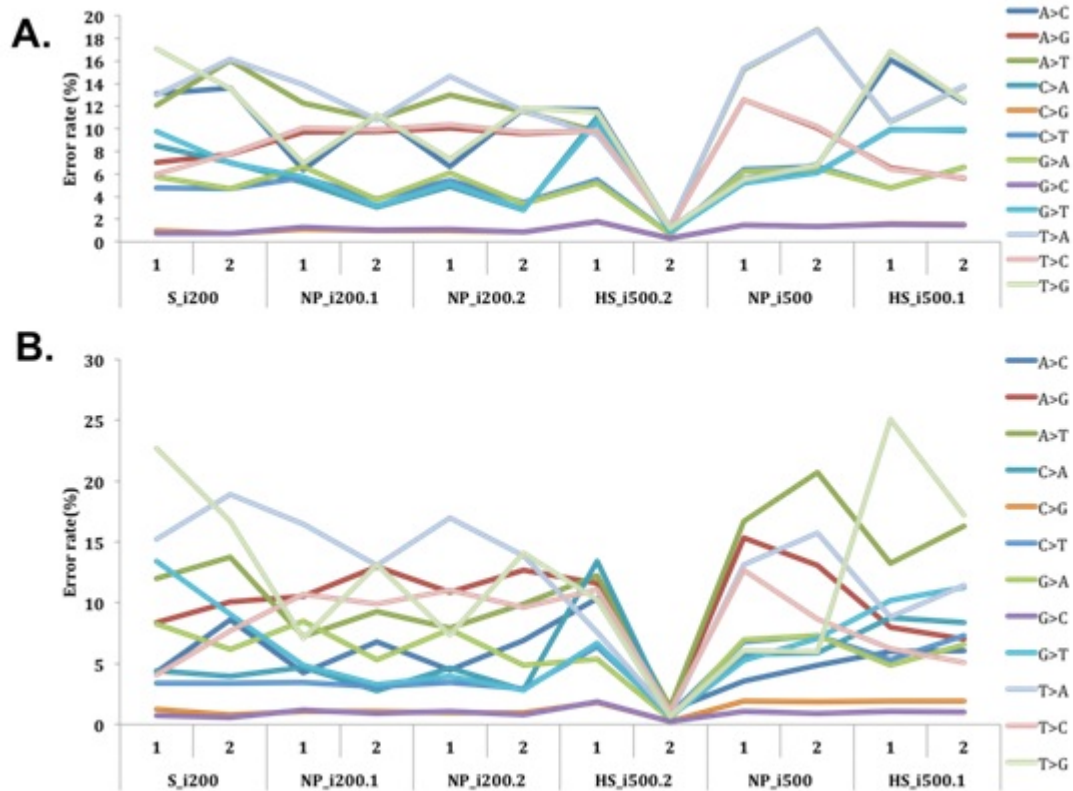 A.
Error rate (%)
20
18
16
14
12
10
8
6
4
2
0
1 2 1 2 1 2 1 2 1 2 1 2
S_i200 NP_i200.1 NP_i200.2 HS_i500.2 NP_i500 HS_i500.1
A>C
A>G
A>T
C>A
C>G
C>T
G>A
G>C
G>T
T>A
T>C
T>G
B.
Error rate(%)
30
25
20
15
10
5
0
1 2 1 2 1 2 1 2 1 2 1 2
S_i200 NP_i200.1 NP_i200.2 HS_i500.2 NP_i500 HS_i500.1
A>C
A>G
A>T
C>A
C>G
C>T
G>A
G>C
G>T
T>A
T>C
T>G